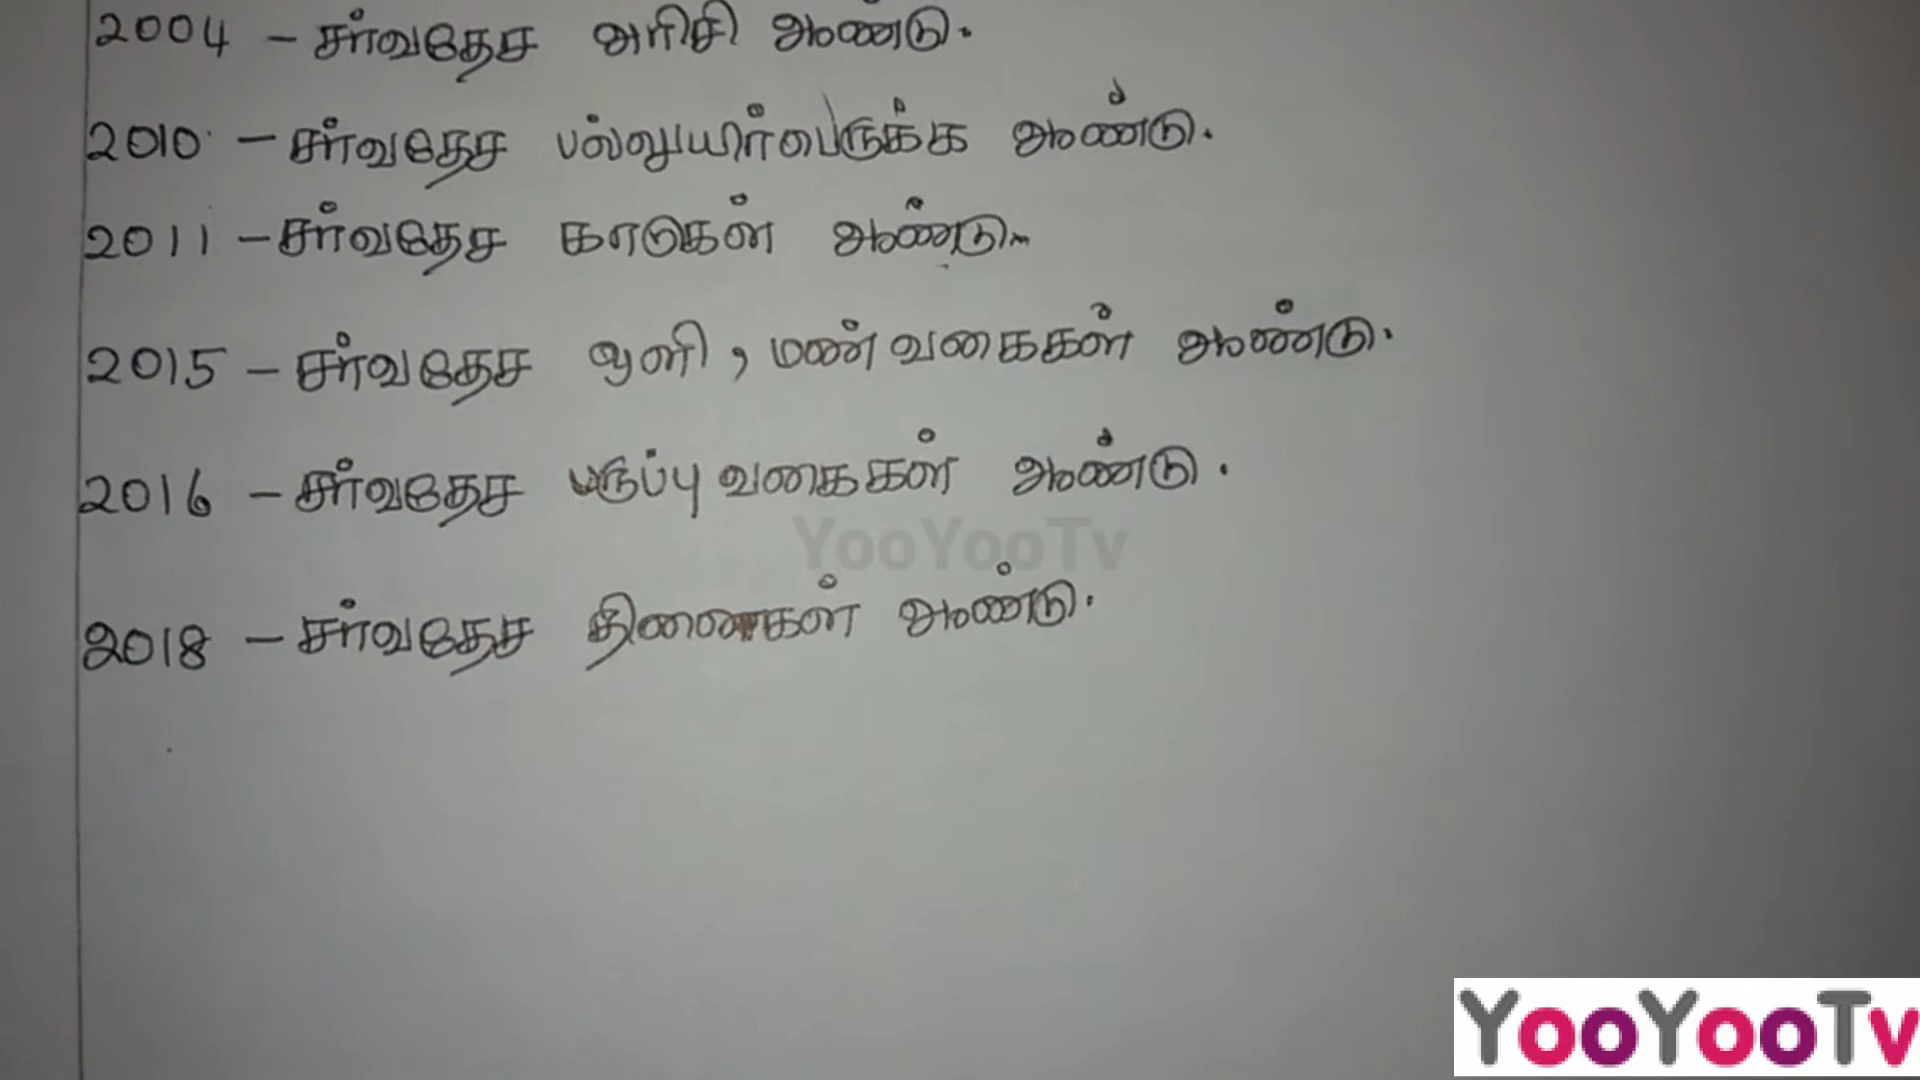 2004 - சர்வதேச அரிசி ஆண்டு.
2010 - சர்வதேச பல்லுயிர்பெருக்க ஆண்டு.
2011 - சர்வதேச காடுகள் ஆண்டு.
2015 - சர்வதேச ஒளி, மண் வகைகள் ஆண்டு.
2016 - சர்வதேச பருப்பு வகைகள் ஆண்டு.
YooYooTv
2018 - சர்வதேச தினைகள் ஆண்டு.
YooYooTv